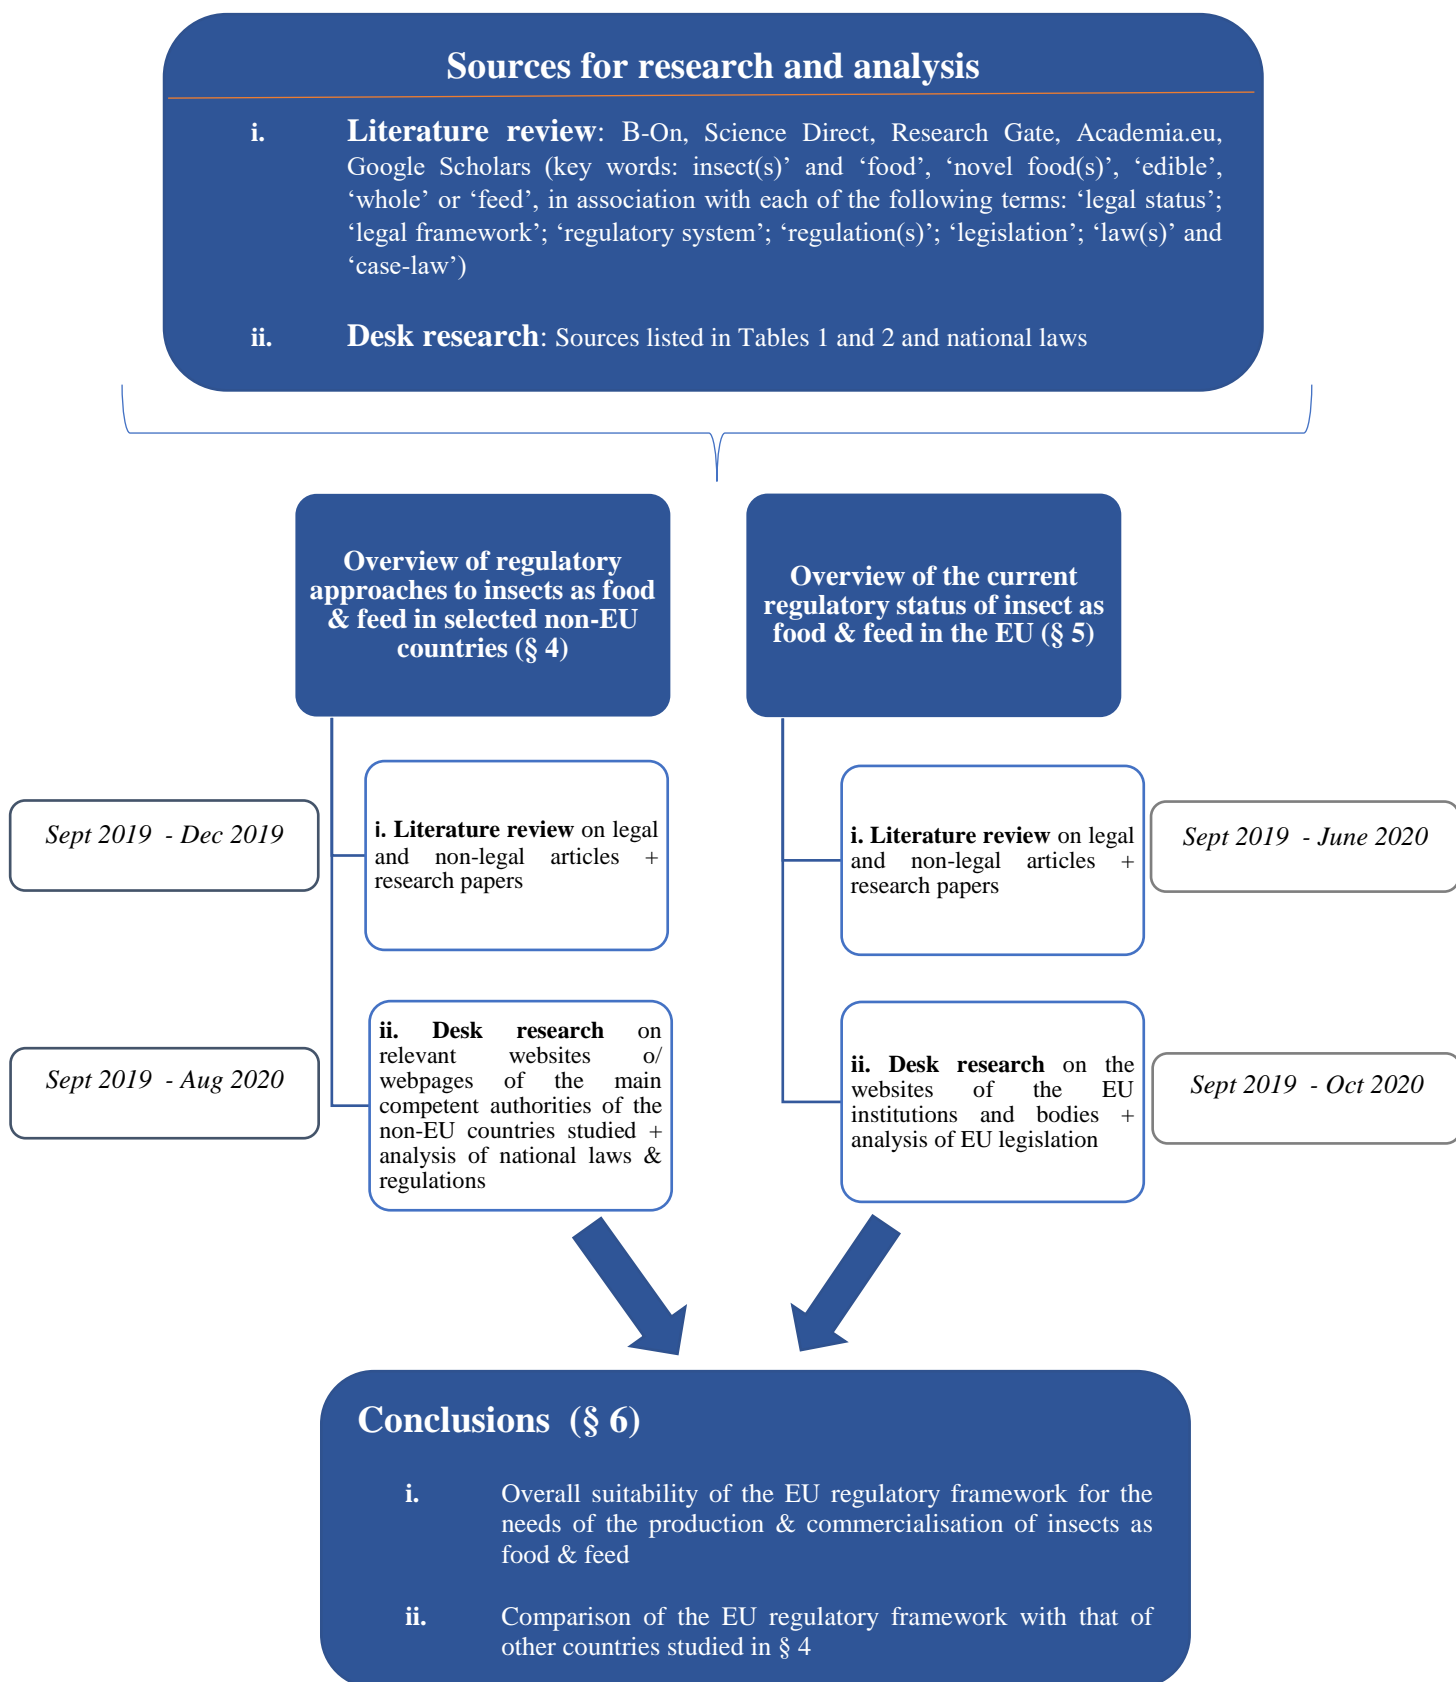 Sources for research and analysis
i. Literature review: B-On, Science Direct, Research Gate, Academia.eu,
Google Scholars (key words: insect(s)’ and ‘food’, ‘novel food(s)’, ‘edible’,
‘whole’ or ‘feed’, in association with each of the following terms: ‘legal status’;
‘legal framework’; ‘regulatory system’; ‘regulation(s)’; ‘legislation’; ‘law(s)’ and
‘case-law’)
ii. Desk research: Sources listed in Tables 1 and 2 and national laws
Overview of regulatory
approaches to insects as food
& feed in selected non-EU
countries (§ 4)
Overview of the current
regulatory status of insect as
food & feed in the EU (§ 5)
Sept 2019 - Dec 2019
i. Literature review on legal
and non-legal articles +
research papers
i. Literature review on legal
and non-legal articles +
research papers
Sept 2019 - June 2020
Sept 2019 - Aug 2020
ii. Desk research on
relevant websites o/
webpages of the main
competent authorities of the
non-EU countries studied +
analysis of national laws &
regulations
ii. Desk research on the
websites of the EU
institutions and bodies +
analysis of EU legislation
Sept 2019 - Oct 2020
Conclusions (§ 6)
i. Overall suitability of the EU regulatory framework for the
needs of the production & commercialisation of insects as
food & feed
ii. Comparison of the EU regulatory framework with that of
other countries studied in § 4